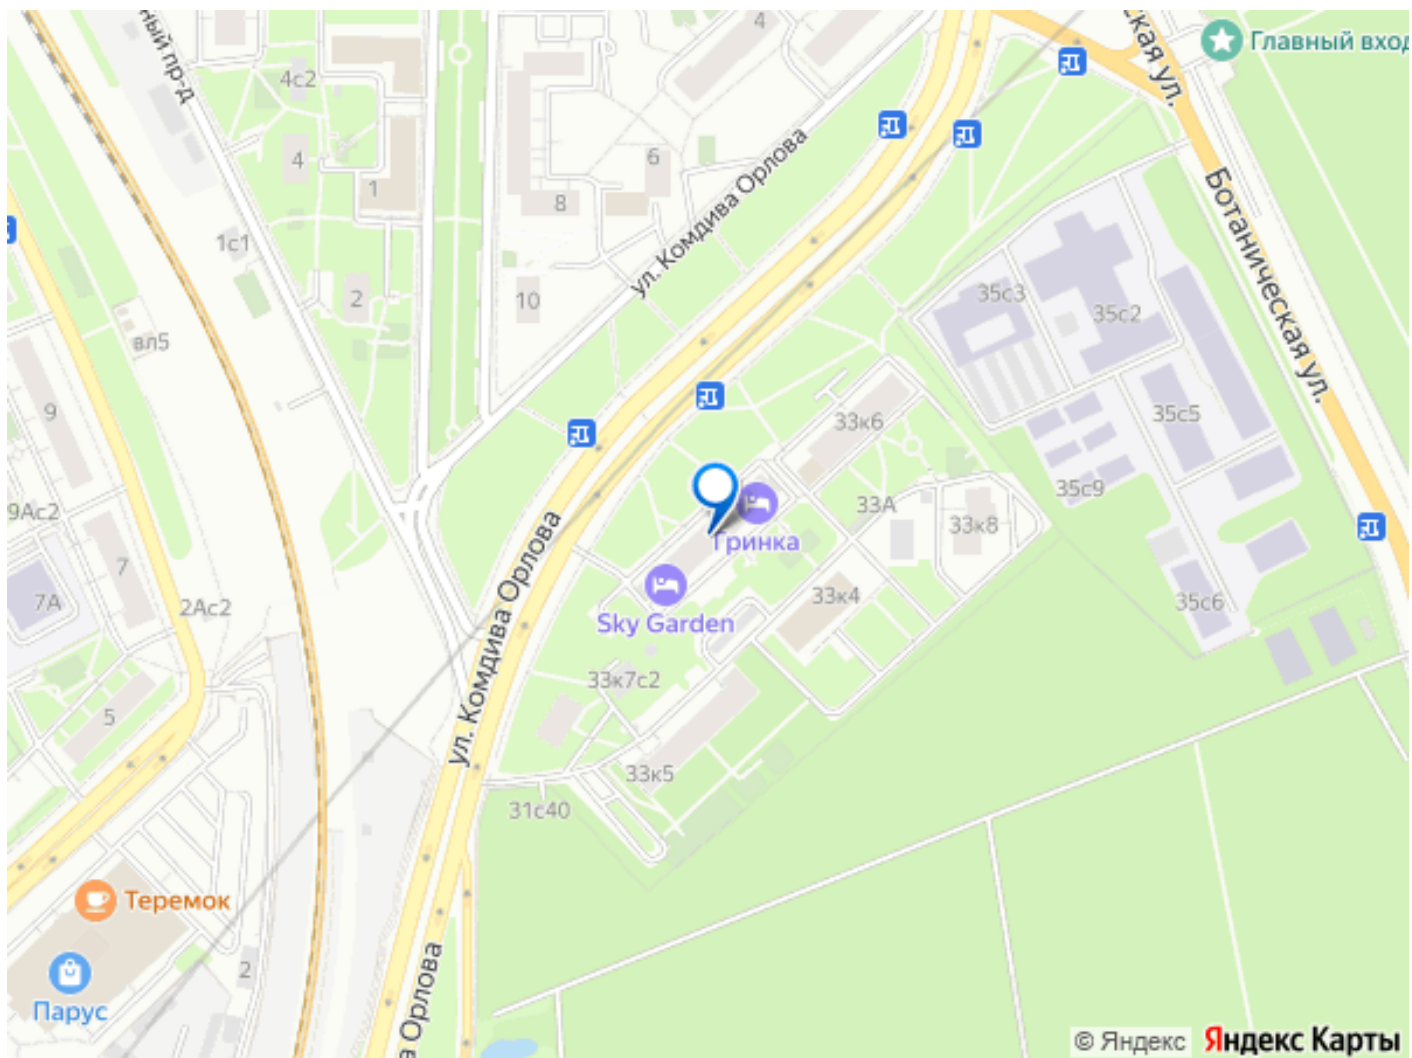 ный пр-д
4
ская ул.
Главный вход
4с2
4
1
6
ул. Комдива Орлова
8
Ботаническая ул.
1с1
2
10
35с3
35с2
вл5
9
33к6
35с5
35с9
9Ас2
33А
33к8
Гринка
7
7А
2Ас2
ул. Комдива Орлова
33к4
35с6
Sky Garden
33к7с2
5
33к5
31с40
Теремок
2
Парус
а Орлова
© Яндекс
Яндекс Карты